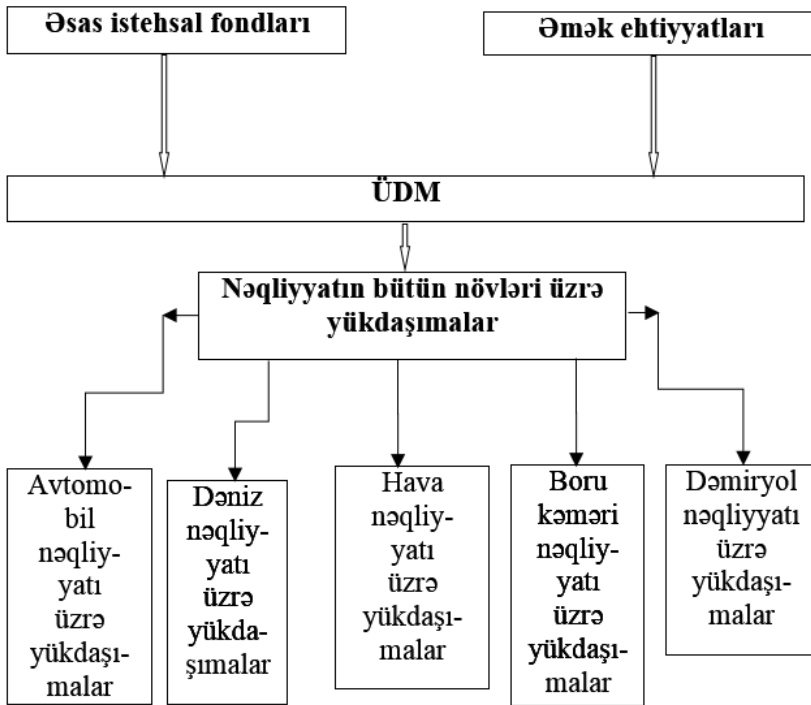 Əsas istehsal fondları
Əmək ehtiyyatları
ÜDM
Nəqliyyatın bütün növləri üzrə
yükdaşımalar
Avtomo-
bil
nəqliy-
yatı
üzrə
yükdaşı-
malar
Dəniz
nəqliy-
yatı
üzrə
yükda-
şımalar
Hava
nəqliy-
yatı
üzrə
yükdaşı-
malar
Boru
kəməri
nəqliy-
yatı
üzrə
yükdaşı-
malar
Dəmiryol
nəqliyyatı
üzrə
yükdaşı-
malar